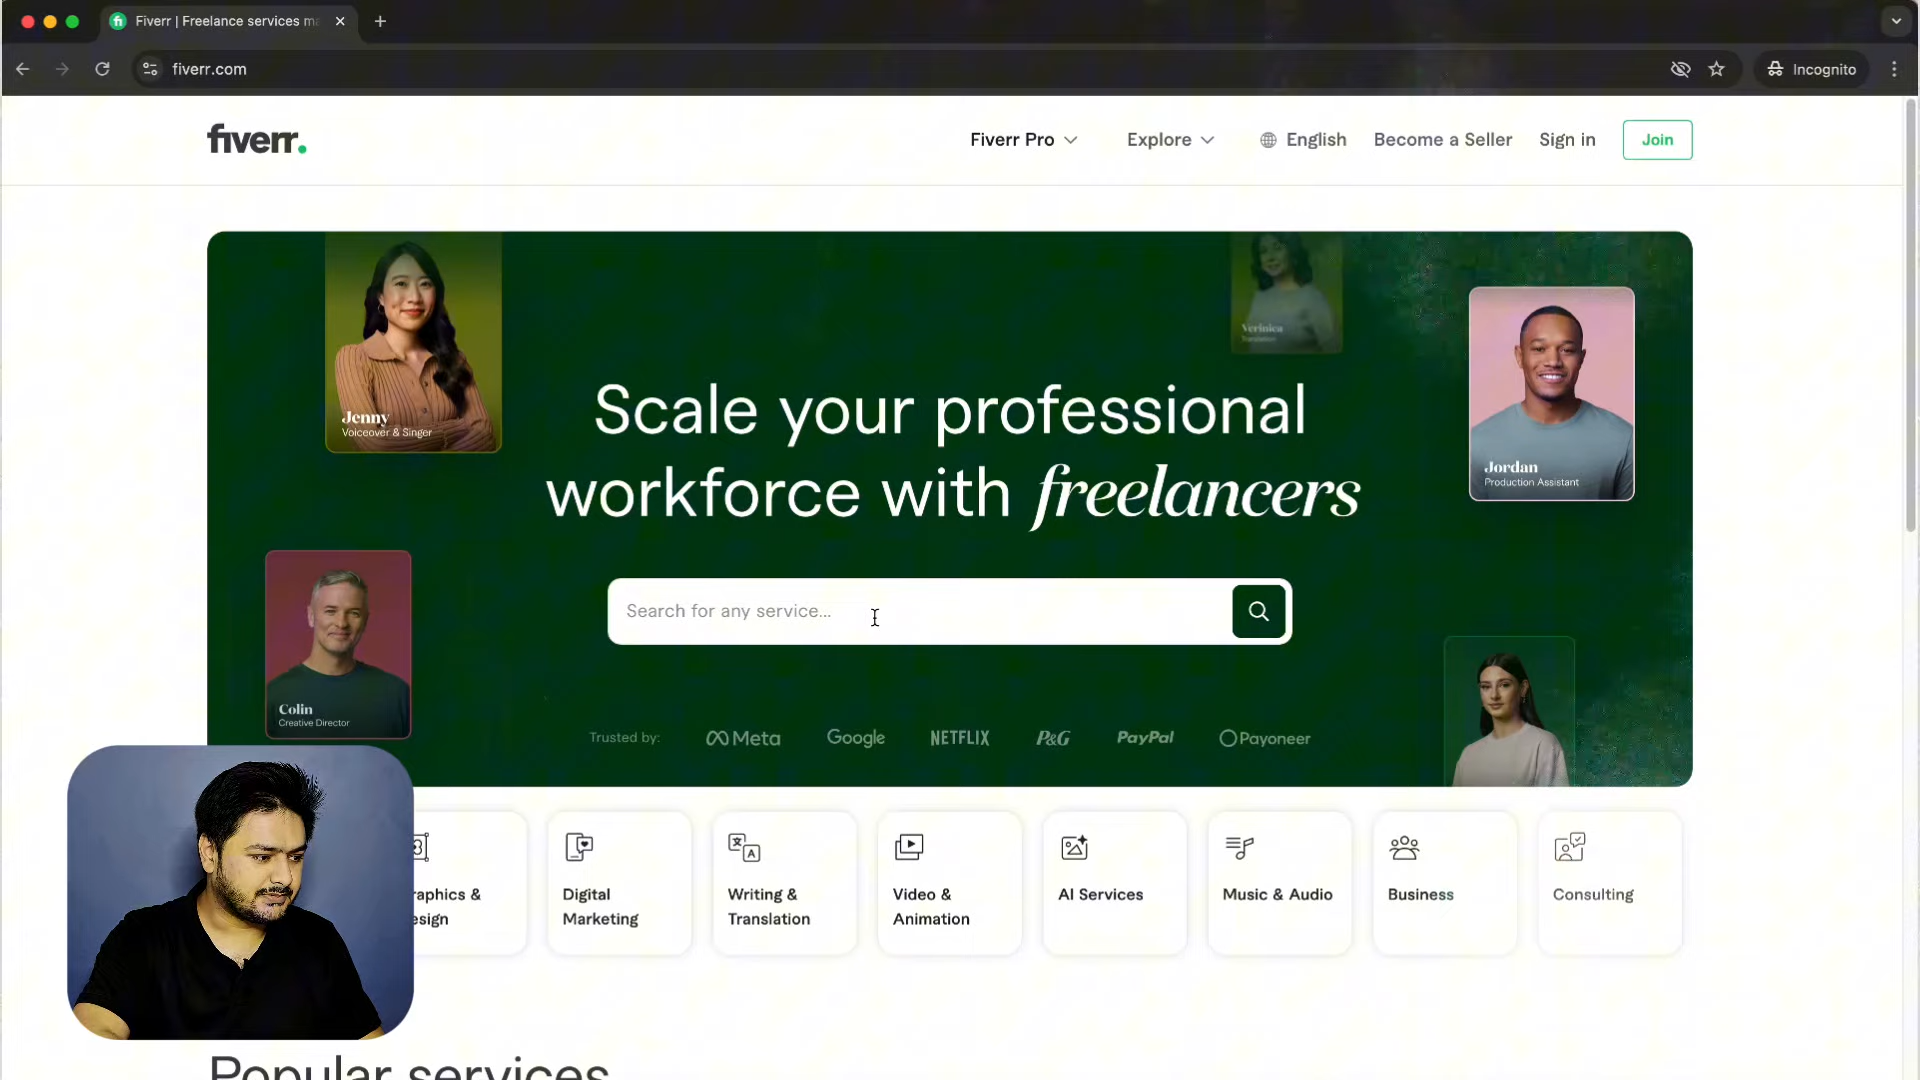 Fiverr | Freelance services ma
fiverr.com
Incognito
fiverr.
Fiverr Pro
Explore
English
Become a Seller
Sign in
Join
Jenny
Voiceover & Singer
Verinica
Translation
Jordan
Production Assistant
Scale your professional
workforce with freelancers
Search for any service...
Colin
Creative Director
Trusted by:
Meta
Google
NETFLIX
P&G
PayPal
Payoneer
raphics &
esign
Digital
Marketing
Writing &
Translation
Video &
Animation
AI Services
Music & Audio
Business
Consulting
Popular services